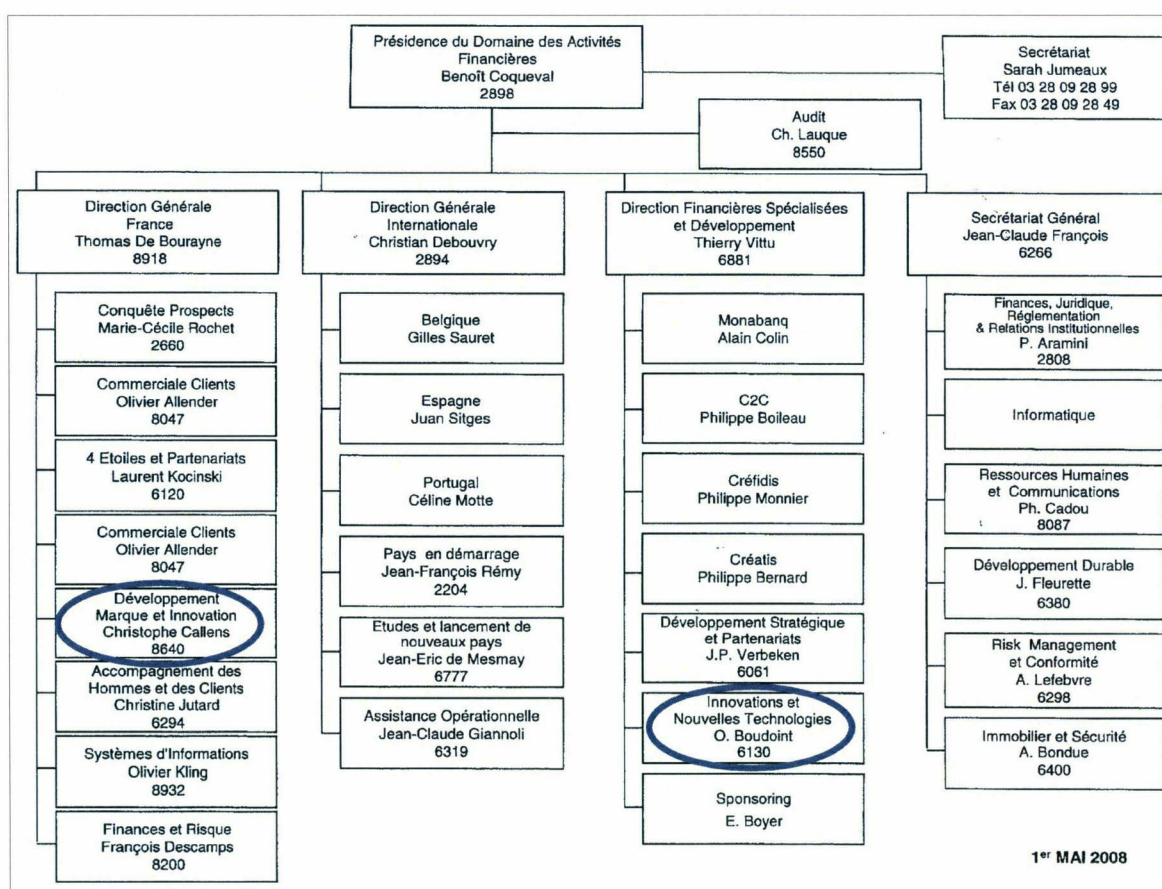 Présidence du Domaine des Activités
Financières
Benoît Coqueval
2898
Secrétariat
Sarah Jumeaux
Tél 03 28 09 28 99
Fax 03 28 09 28 49
Audit
Ch. Lauque
8550
Direction Générale
France
Thomas De Bourayne
8918
Conquête Prospects
Marie-Cécile Rochet
2660
Commerciale Clients
Olivier Allender
8047
4 Etoiles et Partenariats
Laurent Kocinski
6120
Commerciale Clients
Olivier Allender
8047
Développement
Marque et Innovation
Christophe Callens
8640
Accompagnement des
Hommes et des Clients
Christine Jutard
6294
Systèmes d'Informations
Olivier Kling
8932
Finances et Risque
François Descamps
8200
Direction Générale
Internationale
Christian Debouvry
2894
Belgique
Gilles Sauret
Espagne
Juan Sitges
Portugal
Céline Motte
Pays en démarrage
Jean-François Rémy
2204
Etudes et lancement de
nouveaux pays
Jean-Eric de Mesmay
6777
Assistance Opérationnelle
Jean-Claude Giannoli
6319
Direction Financières Spécialisées
et Développement
Thierry Vittu
6881
Monabanq
Alain Colin
C2C
Philippe Boileau
Créfidis
Philippe Monnier
Créatis
Philippe Bernard
Développement Stratégique
et Partenariats
J.P. Verbeken
6061
Innovations et
Nouvelles Technologies
O. Boudoint
6130
Sponsoring
E. Boyer
Secrétariat Général
Jean-Claude François
6266
Finances, Juridique,
Réglementation
& Relations Institutionnelles
P. Aramini
2808
Informatique
Ressources Humaines
et Communications
Ph. Cadou
8087
Développement Durable
J. Fleurette
6380
Risk Management
et Conformité
A. Lefebvre
6298
Immobilier et Sécurité
A. Bondue
6400
1er MAI 2008